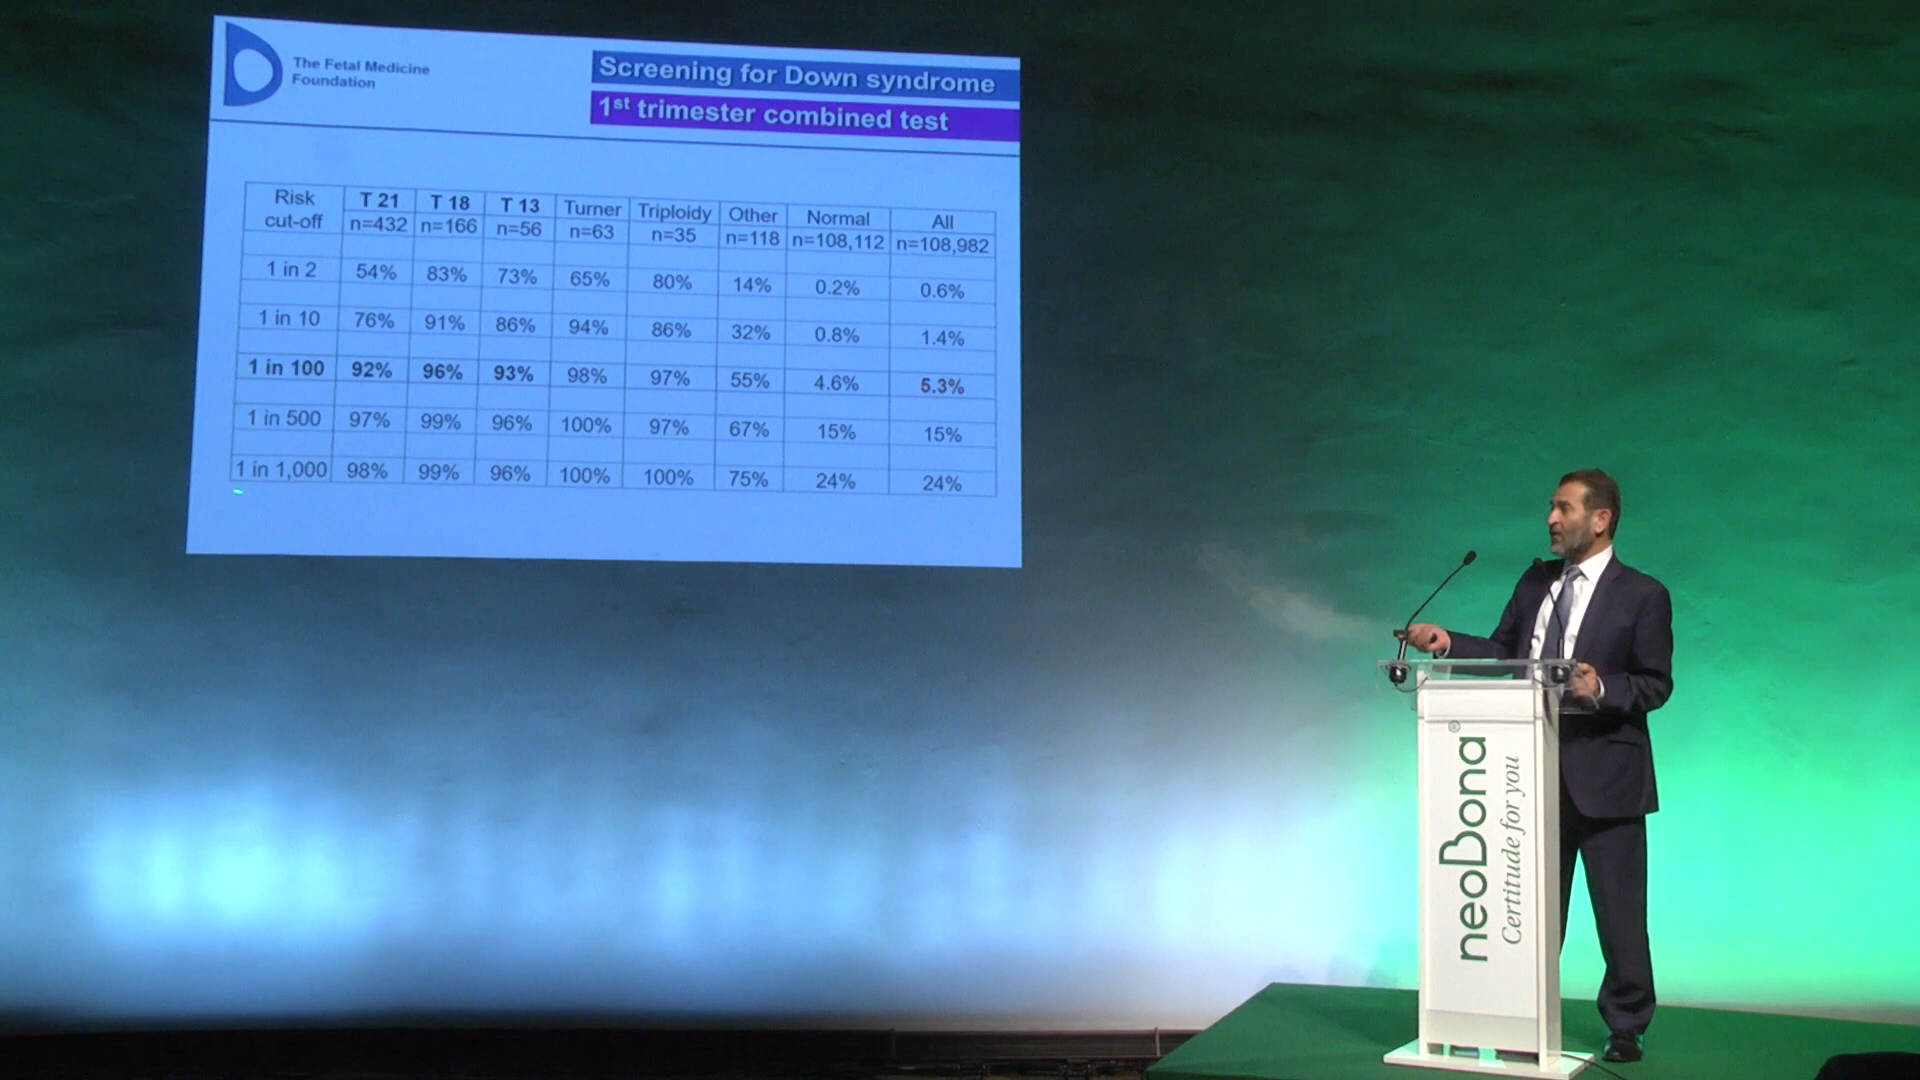 The Fetal Medicine
Foundation
Screening for Down syndrome
1st trimester combined test
Risk cut-off T 21 T 18 T 13 Turner Triploidy Other Normal All
n=432 n=166 n=56 n=63 n=35 n=118 n=108,112 n=108,982
1 in 2 54% 83% 73% 65% 80% 14% 0.2% 0.6%
1 in 10 76% 91% 86% 94% 86% 32% 0.8% 1.4%
1 in 100 92% 96% 93% 98% 97% 55% 4.6% 5.3%
1 in 500 97% 99% 96% 100% 97% 67% 15% 15%
1 in 1,000 98% 99% 96% 100% 100% 75% 24% 24%
neoBona®
Certitude for you